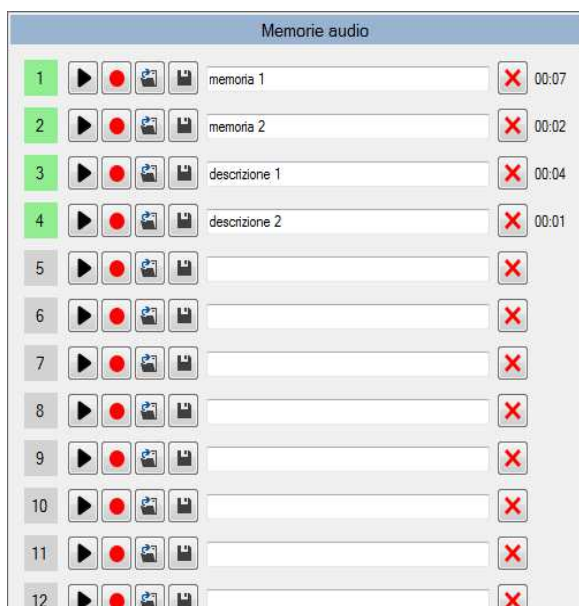 Memorie audio
1 memoria 1 00:07
2 memoria 2 00:02
3 descrizione 1 00:04
4 descrizione 2 00:01
5
6
7
8
9
10
11
12